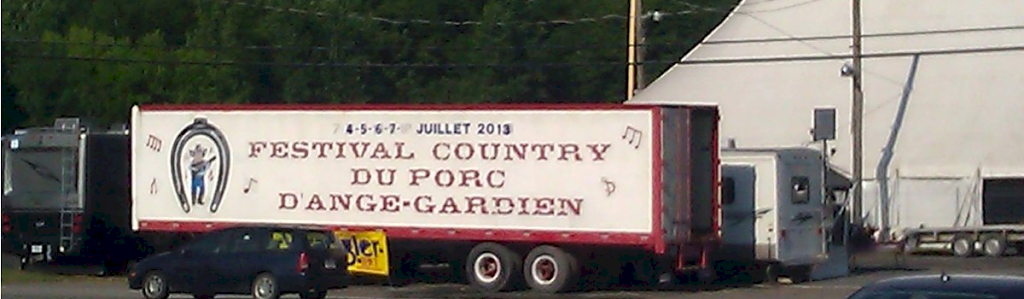 4-5-6-7 JUILLET 2013
FESTIVAL COUNTRY
DU PORC
D'ANGE-GARDIEN